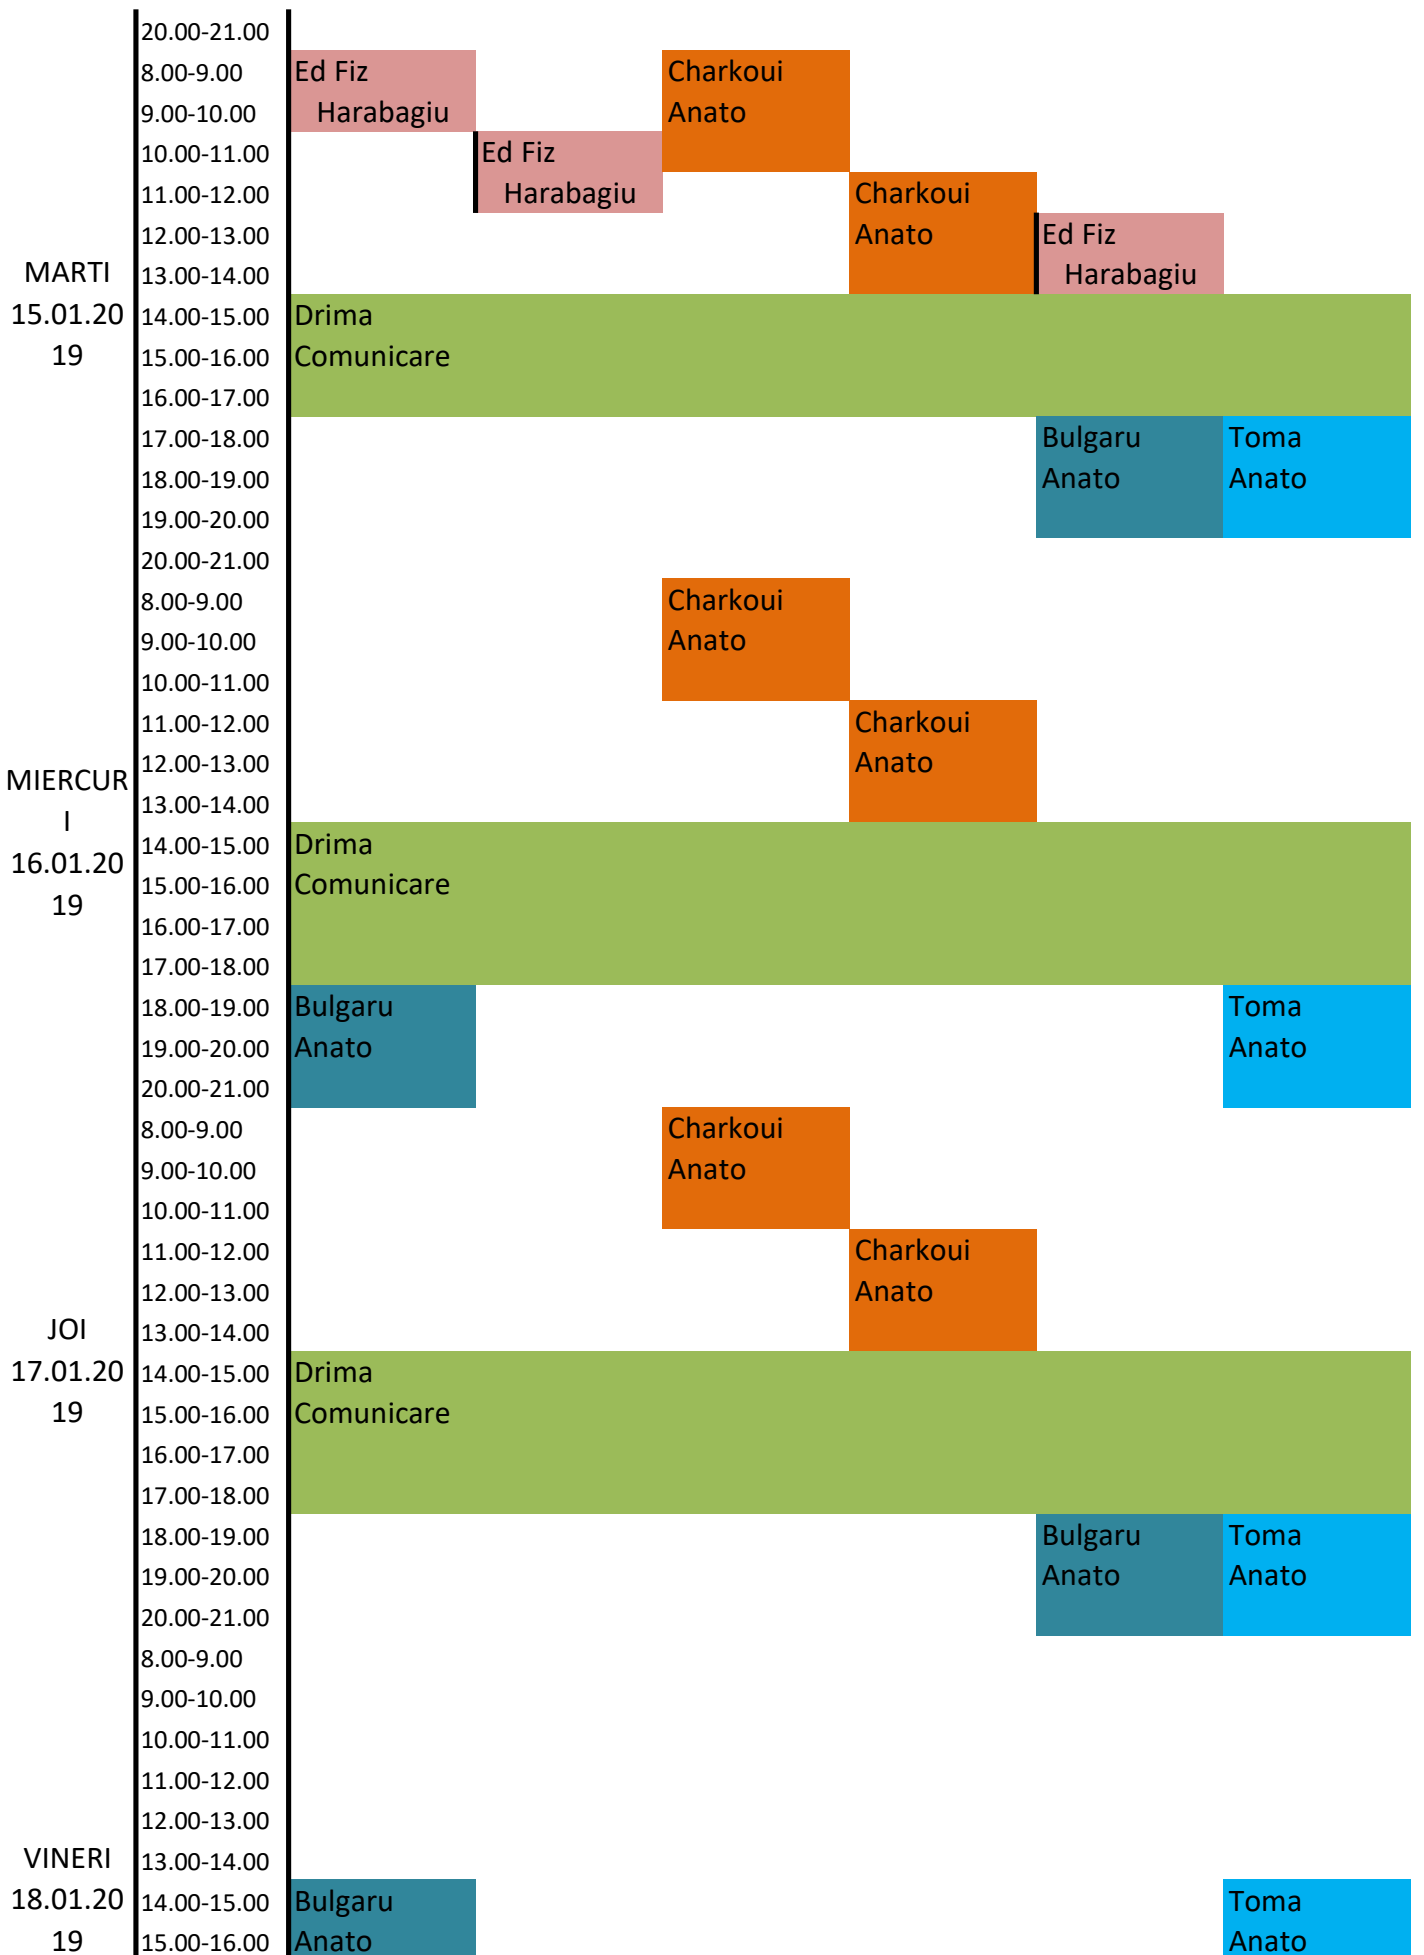 20.00-21.00
8.00-9.00 Ed Fiz Charkoui
9.00-10.00 Harabagiu Anato
10.00-11.00 Ed Fiz
11.00-12.00 Harabagiu Charkoui
12.00-13.00 Anato Ed Fiz
MARTI 13.00-14.00 Harabagiu
15.01.20 14.00-15.00 Drima
19 15.00-16.00 Comunicare
16.00-17.00
17.00-18.00 Bulgaru Toma
18.00-19.00 Anato Anato
19.00-20.00
20.00-21.00
8.00-9.00 Charkoui
9.00-10.00 Anato
10.00-11.00
11.00-12.00 Charkoui
12.00-13.00 Anato
MIERCUR
13.00-14.00
I
14.00-15.00 Drima
16.01.20
15.00-16.00 Comunicare
19
16.00-17.00
17.00-18.00
18.00-19.00 Bulgaru Toma
19.00-20.00 Anato Anato
20.00-21.00
8.00-9.00 Charkoui
9.00-10.00 Anato
10.00-11.00
11.00-12.00 Charkoui
12.00-13.00 Anato
JOI 13.00-14.00
17.01.20 14.00-15.00 Drima
19 15.00-16.00 Comunicare
16.00-17.00
17.00-18.00
18.00-19.00 Bulgaru Toma
19.00-20.00 Anato Anato
20.00-21.00
8.00-9.00
9.00-10.00
10.00-11.00
11.00-12.00
12.00-13.00
VINERI 13.00-14.00
18.01.20 14.00-15.00 Bulgaru Toma
19 15.00-16.00 Anato Anato